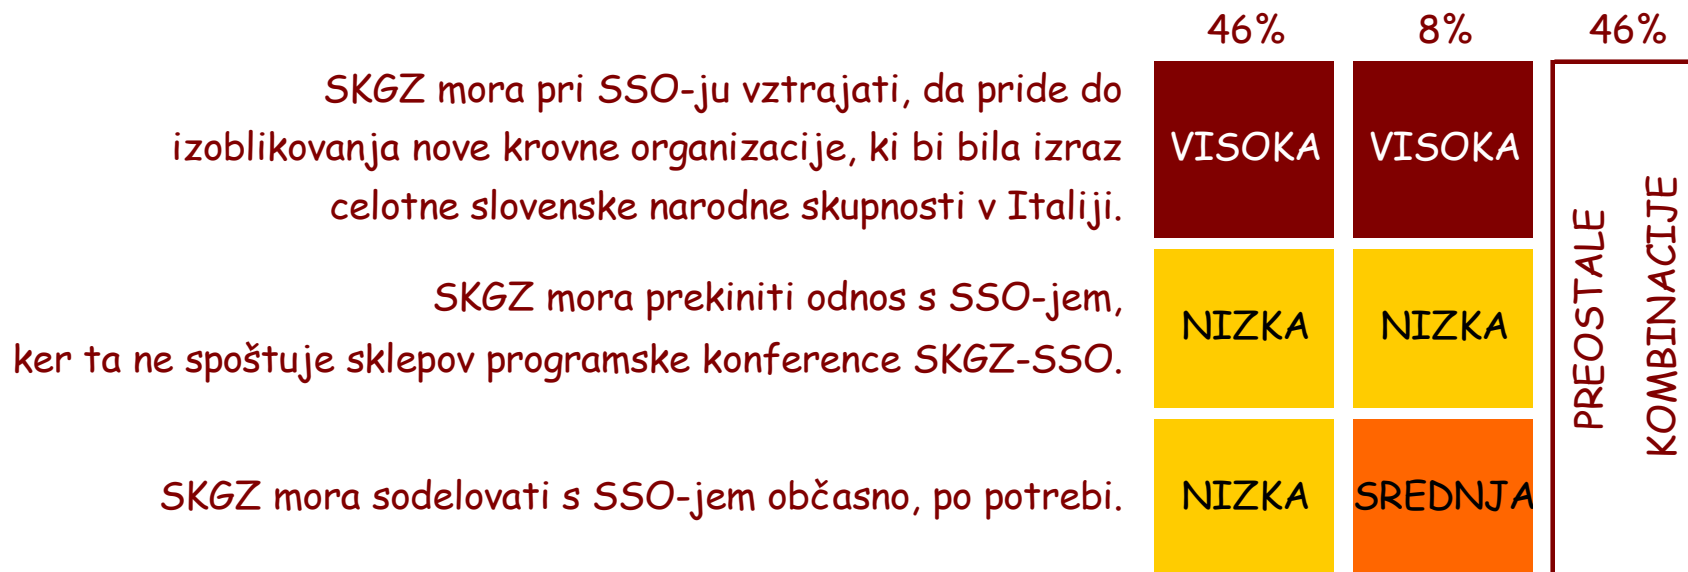 46% 8% 46%
SKGZ mora pri SSO-ju vztrajati, da pride do
izoblikovanja nove krovne organizacije, ki bi bila izraz
celotne slovenske narodne skupnosti v Italiji.
VISOKA VISOKA
SKGZ mora prekiniti odnos s SSO-jem,
ker ta ne spoštuje sklepov programske konference SKGZ-SSO.
NIZKA NIZKA
SKGZ mora sodelovati s SSO-jem občasno, po potrebi.
NIZKA SREDNJA
PREOSTALE
KOMBINACIJE